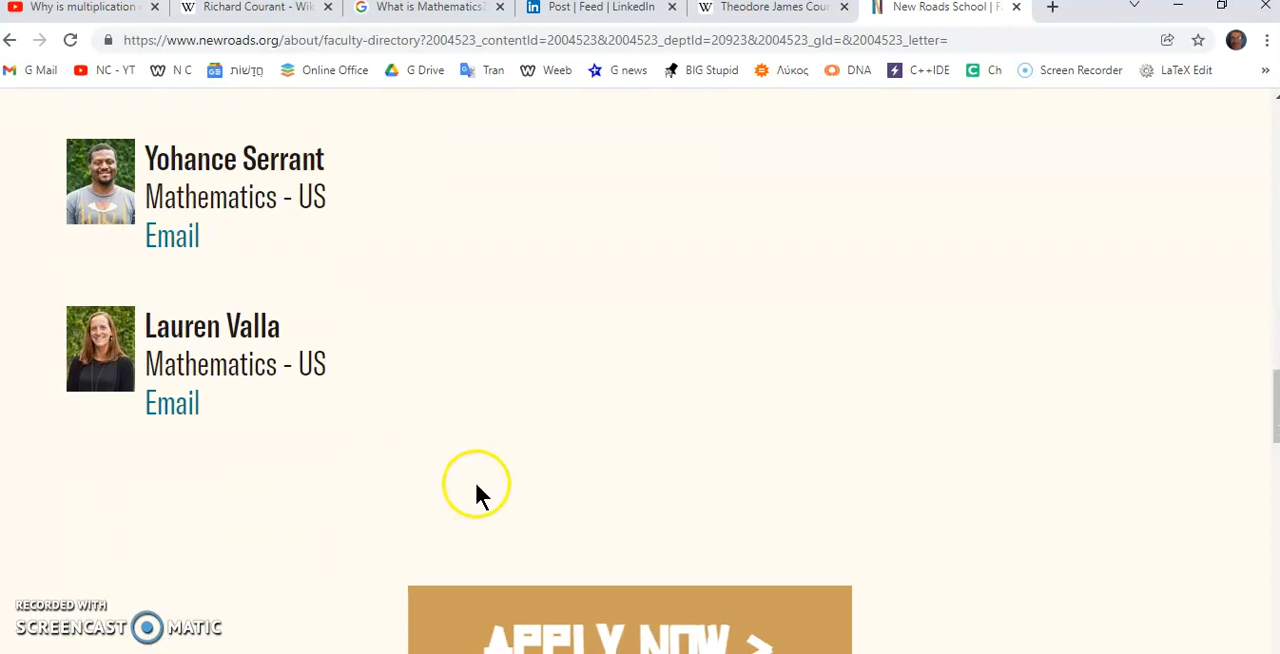 Why is multiplication
Richard Courant - Wik
What is Mathematics?
Post | Feed | LinkedIn
Theodore James Cour
New Roads School | Fa
https://www.newroads.org/about/faculty-directory?2004523_contentId=2004523&2004523_deptId=20923&2004523_gId=&2004523_letter=
G Mail
NC - YT
N C
חֲדָשׁוֹת
Online Office
G Drive
Tran
Weeb
G news
BIG Stupid
Λύκος
DNA
C++IDE
Ch
Screen Recorder
LaTeX Edit
»
Yohance Serrant
Mathematics - US
Email
Lauren Valla
Mathematics - US
Email
APPLY NOW >
RECORDED WITH
SCREENCAST MATIC